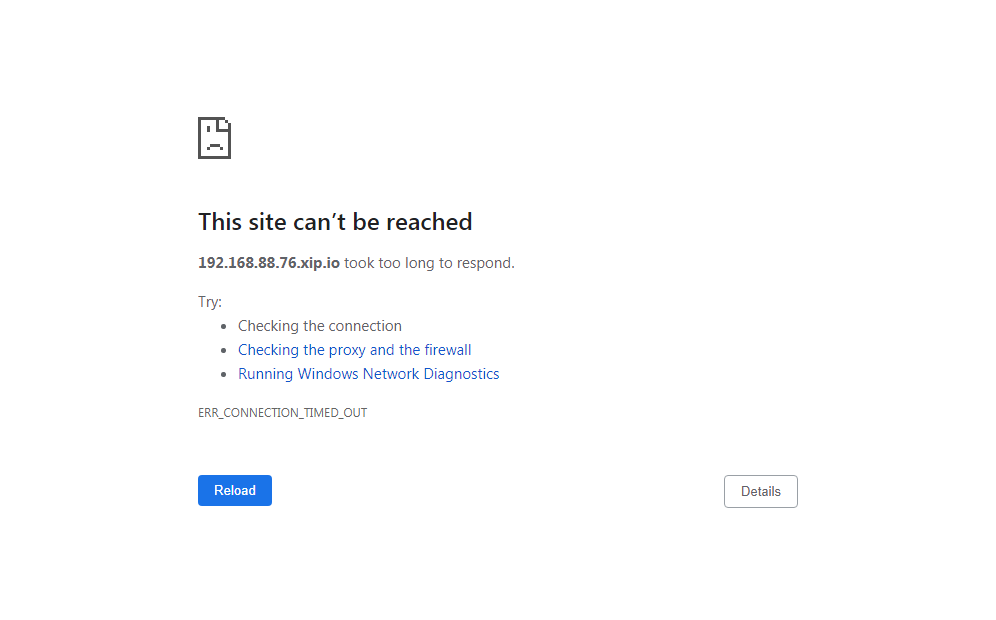 This site can’t be reached
192.168.88.76.xip.io took too long to respond.
Try:
Checking the connection
Checking the proxy and the firewall
Running Windows Network Diagnostics
ERR_CONNECTION_TIMED_OUT
Reload
Details